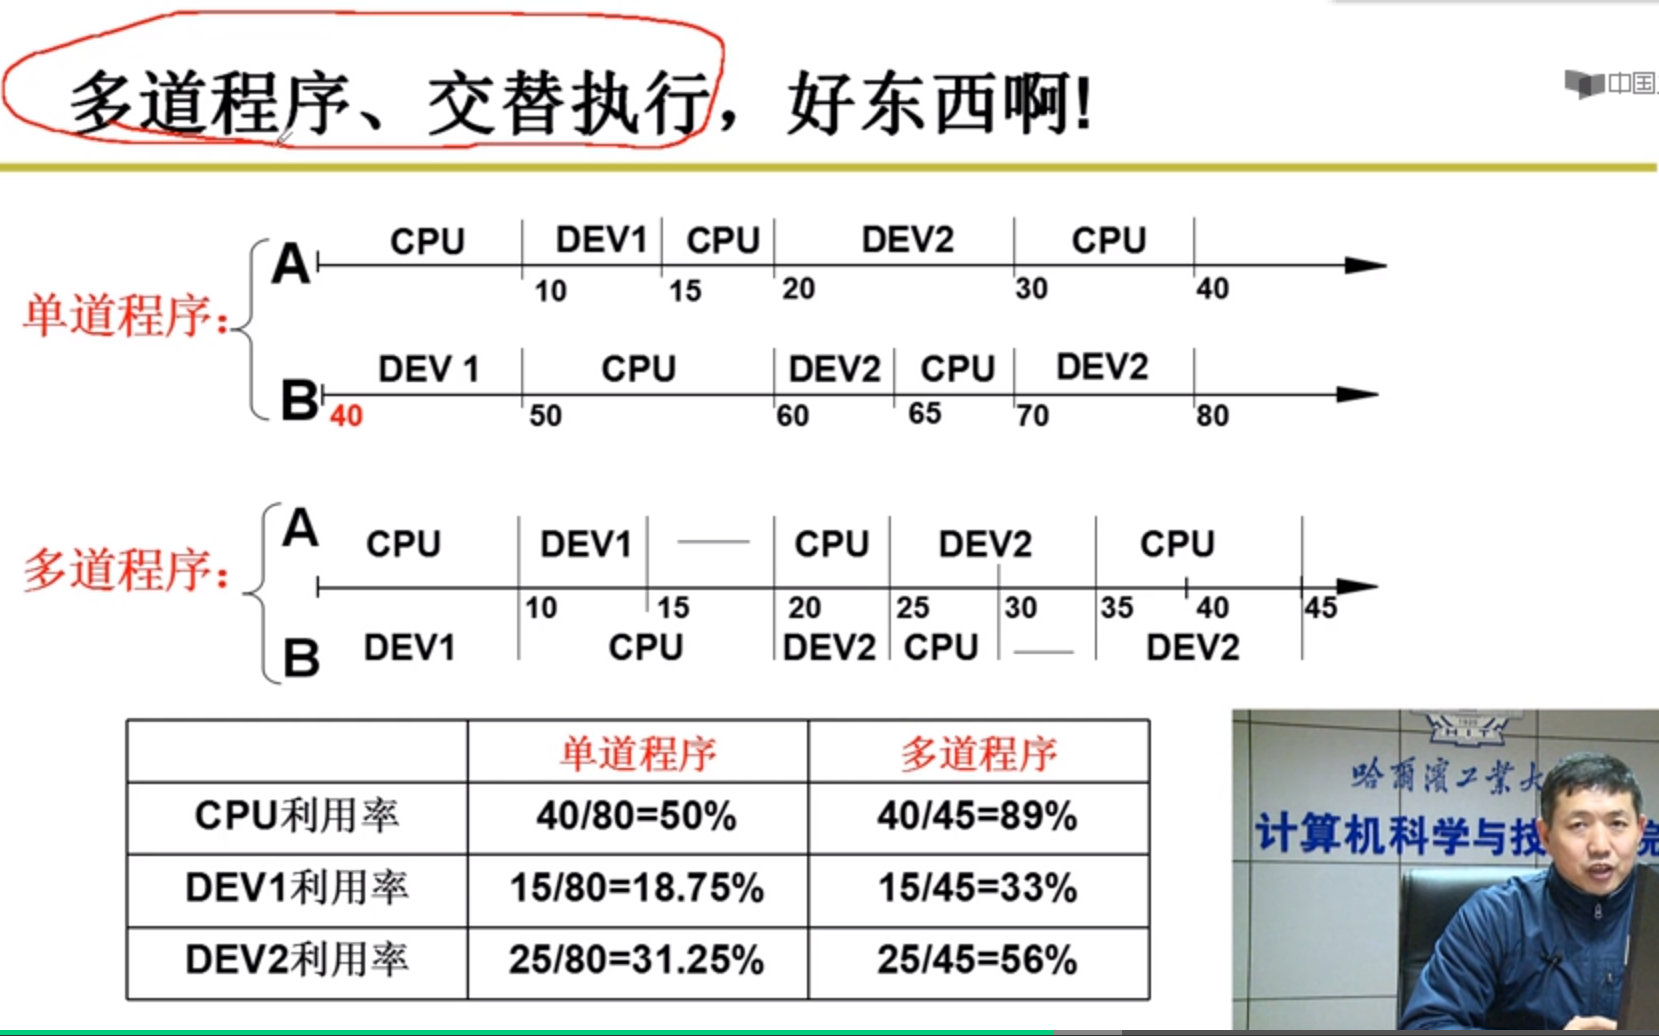 多道程序、交替执行，好东西啊!
中国
单道程序：
A
CPU DEV1 CPU DEV2 CPU
10 15 20 30 40
B
DEV 1 CPU DEV2 CPU DEV2
40 50 60 65 70 80
多道程序：
A
CPU DEV1 CPU DEV2 CPU
10 15 20 25 30 35 40 45
B
DEV1 CPU DEV2 CPU DEV2
单道程序 多道程序
CPU利用率 40/80=50% 40/45=89%
DEV1利用率 15/80=18.75% 15/45=33%
DEV2利用率 25/80=31.25% 25/45=56%
HIT
哈爾濱工業大
计算机科学与技